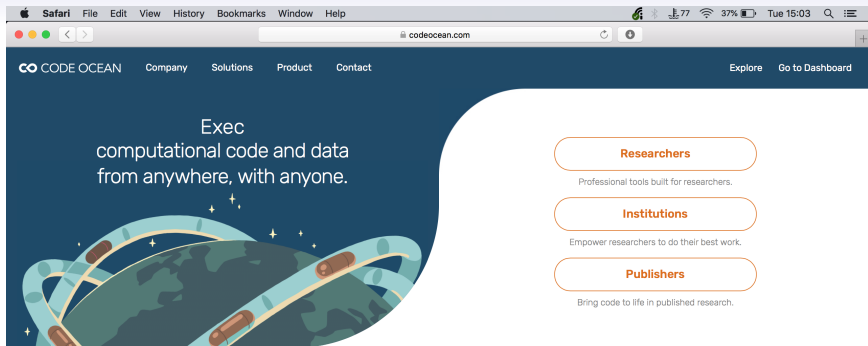 Safari File Edit View History Bookmarks Window Help 77 37% Tue 15:03
codeocean.com
CODE OCEAN Company Solutions Product Contact Explore Go to Dashboard
Exec
computational code and data
from anywhere, with anyone.
Researchers
Professional tools built for researchers.
Institutions
Empower researchers to do their best work.
Publishers
Bring code to life in published research.